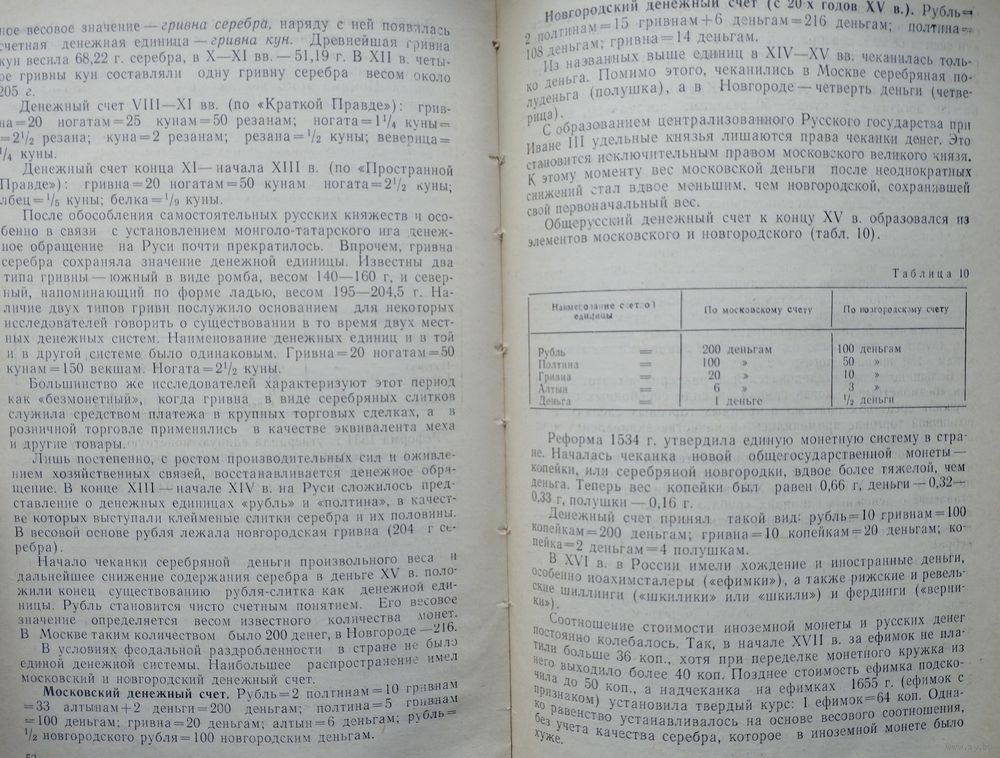 ное весовое значение — гривна серебра, наряду с ней появилась
счетная денежная единица — гривна кун. Древнейшая гривна
кун весила 68,22 г. серебра, в X—XI вв. — 51,19 г. В XII в. четы-
ре гривны кун составляли одну гривну серебра весом около
205 г.
Денежный счет VIII—XI вв. (по «Краткой Правде»): грив-
на=20 ногатам=25 кунам=50 резанам; ногата=1¹/₄ куны=
=2¹/₂ резана; куна=2 резанам; резана=¹/₂ куны; веверица=
¹/₄ куны.
Денежный счет конца XI— начала XIII в. (по «Пространной
Правде»): гривна=20 ногатам=50 кунам ногата=2¹/₂ куны;
лбец=¹/₅ куны; белка=¹/₉ куны.
После обособления самостоятельных русских княжеств и осо-
бенно в связи с установлением монголо-татарского ига денеж-
ное обращение на Руси почти прекратилось. Впрочем, гривна
серебра сохраняла значение денежной единицы. Известны два
типа гривны — южный в виде ромба, весом 140—160 г, и север-
ный, напоминающий по форме ладью, весом 195—204,5 г. На-
личие двух типов гривн послужило основанием для некоторых
исследователей говорить о существовании в то время двух мест-
ных денежных систем. Наименование денежных единиц и в той
и в другой системе было одинаковым. Гривна=20 ногатам=50
кунам=150 векшам. Ногата=2¹/₂ куны.
Большинство же исследователей характеризуют этот период
как «безмонетный», когда гривна в виде серебряных слитков
служила средством платежа в крупных торговых сделках, а в
розничной торговле применялись в качестве эквивалента меха
и другие товары.
Лишь постепенно, с ростом производительных сил и оживле-
нием хозяйственных связей, восстанавливается денежное обра-
щение. В конце XIII — начале XIV в. на Руси сложилось пред-
ставление о денежных единицах «рубль» и «полтина», в качест-
ве которых выступали клейменые слитки серебра и их половины.
В весовой основе рубля лежала новгородская гривна (204 г се-
ребра).
Начало чеканки серебряной деньги произвольного веса и
дальнейшее снижение содержания серебра в деньге XV в. поло-
жили конец существованию рубля-слитка как денежной еди-
ницы. Рубль становится чисто счетным понятием. Его весовое
значение определяется весом известного количества монет.
В Москве таким количеством было 200 денег, в Новгороде —216.
В условиях феодальной раздробленности в стране не было
единой денежной системы. Наибольшее распространение имел
московский и новгородский денежный счет.
Московский денежный счет. Рубль=2 полтинам=10 гривнам
=33 алтынам+2 деньги=200 деньгам; полтина=5 гривнам
=100 деньгам; гривна=20 деньгам; алтын=6 деньгам; рубль=
¹/₂ новгородского рубля=100 новгородским деньгам.
Новгородский денежный счет (с 20-х годов XV в.). Рубль=
2 полтинам=15 гривнам+6 деньгам=216 деньгам; полтина=
108 деньгам; гривна=14 деньгам.
Из названных выше единиц в XIV—XV вв. чеканилась толь-
ко деньга. Помимо этого, чеканились в Москве серебряная по-
луденьга (полушка), а в Новгороде — четверть деньги (четве-
рица).
С образованием централизованного Русского государства при
Иване III удельные князья лишаются права чеканки денег. Это
становится исключительным правом московского великого князя.
К этому моменту вес московской деньги после неоднократных
снижений стал вдвое меньшим, чем новгородской, сохранившей
свой первоначальный вес.
Общерусский денежный счет к концу XV в. образовался из
элементов московского и новгородского (табл. 10).
Таблица 10
Наименование счетной единицы По московскому счету По новгородскому счету
Рубль = 200 деньгам 100 деньгам
Полтина = 100 » 50 »
Гривна = 20 » 10 »
Алтын = 6 » 3 »
Деньга = 1 деньге ¹/₂ деньги
Реформа 1534 г. утвердила единую монетную систему в стра-
не. Началась чеканка новой общегосударственной монеты —
копейки, или серебряной новгородки, вдвое более тяжелой, чем
деньга. Теперь вес копейки был равен 0,66 г, деньги — 0,32—
0,33 г, полушки — 0,16 г.
Денежный счет принял такой вид: рубль=10 гривнам=100
копейкам=200 деньгам; гривна=10 копейкам=20 деньгам; ко-
пейка=2 деньгам=4 полушкам.
В XVI в. в России имели хождение и иностранные деньги,
особенно иоахимсталеры («ефимки»), а также рижские и ревель-
ские шиллинги («шкилики» или «шкили») и фердинги («верни-
ки»).
Соотношение стоимости иноземной монеты и русских денег
постоянно колебалось. Так, в начале XVII в. за ефимок не пла-
тили больше 36 коп., хотя при переделке монетного кружка из
него выходило более 40 коп. Позднее стоимость ефимка подско-
чила до 50 коп., а надчеканка на ефимках 1655 г. (ефимок с
признаком) установила твердый курс: 1 ефимок=64 коп. Одна-
ко равенство устанавливалось на основе весового соотношения,
без учета качества серебра, которое в иноземной монете было
хуже.